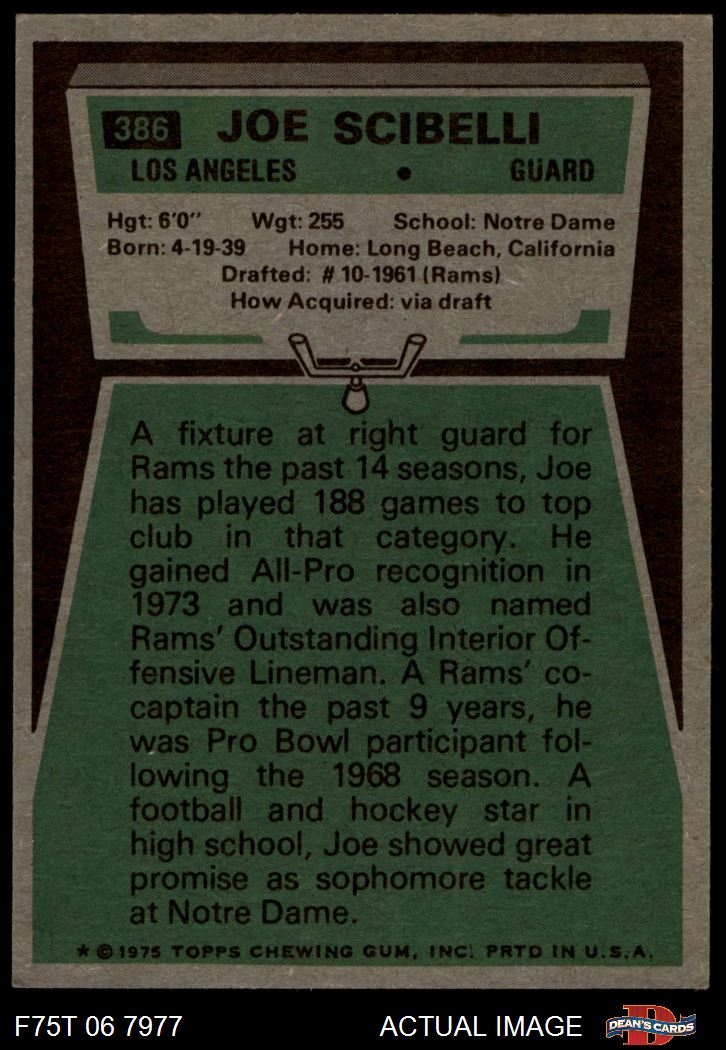 386 JOE SCIBELLI
LOS ANGELES • GUARD
Hgt: 6'0" Wgt: 255 School: Notre Dame
Born: 4-19-39 Home: Long Beach, California
Drafted: # 10-1961 (Rams)
How Acquired: via draft
A fixture at right guard for
Rams the past 14 seasons, Joe
has played 188 games to top
club in that category. He
gained All-Pro recognition in
1973 and was also named
Rams' Outstanding Interior Of-
fensive Lineman. A Rams' co-
captain the past 9 years, he
was Pro Bowl participant fol-
lowing the 1968 season. A
football and hockey star in
high school, Joe showed great
promise as sophomore tackle
at Notre Dame.
★ © 1975 TOPPS CHEWING GUM, INC. PRTD IN U.S.A.
F75T 06 7977 ACTUAL IMAGE D DEAN'S CARDS